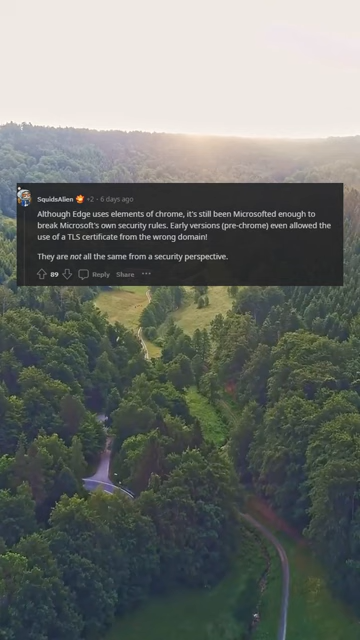 SquidsAlien +2 · 6 days ago
Although Edge uses elements of chrome, it's still been Microsofted enough to
break Microsoft's own security rules. Early versions (pre-chrome) even allowed the
use of a TLS certificate from the wrong domain!
They are not all the same from a security perspective.
89 Reply Share ···